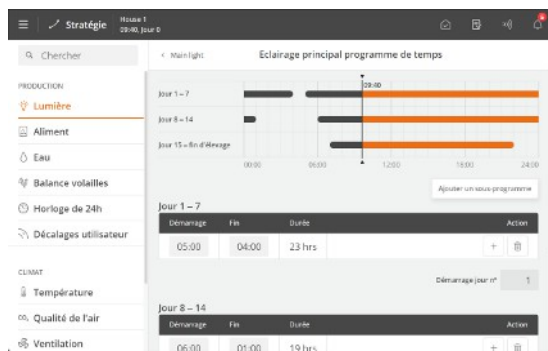 Stratégie
House 1
09:40, Jour 0
Chercher
Main light
Eclairage principal programme de temps
PRODUCTION
Lumière
Aliment
Eau
Balance volailles
Horloge de 24h
Décalages utilisateur
CLIMAT
Température
CO₂ Qualité de l'air
Ventilation
09:40
Jour 1 – 7
Jour 8 – 14
Jour 15 – fin d'élevage
00:00 06:00 12:00 18:00 24:00
Ajouter un sous-programme
Jour 1 – 7
Démarrage Fin Durée Action
05:00 04:00 23 hrs +
Démarrage jour n° 1
Jour 8 – 14
Démarrage Fin Durée Action
06:00 01:00 19 hrs +